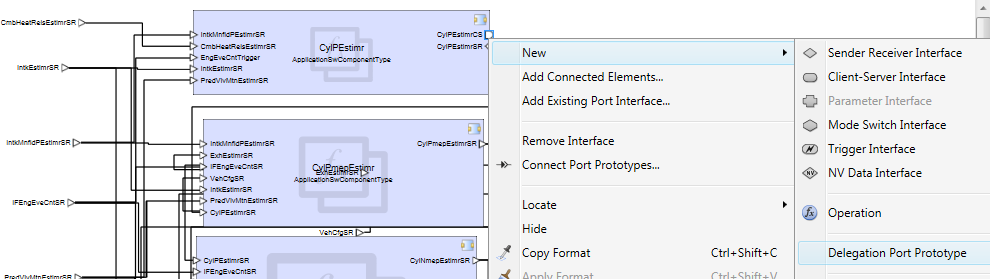 CmbHeatRelsEstimrSR
IntkEstimrSR
IntkMnfldPEstimrSR
IFEngEveCntSR
PredVlvMtnEstimrSR
IntkMnfldPEstimrSR
CmbHeatRelsEstimrSR
EngEveCntTrigger
IntkEstimrSR
PredVlvMtnEstimrSR
CylPEstimr
ApplicationSwComponentType
CylPEstimrCS
CylPEstimrSR
IntkMnfldPEstimrSR
ExhEstimrSR
IFEngEveCntSR
VehCfgSR
IntkEstimrSR
PredVlvMtnEstimrSR
CylPEstimrSR
CylPmepEstimr
ExhEstimrSR
ApplicationSwComponentType
CylPmepEstimrSR
VehCfgSR
CylPEstimrSR
IFEngEveCntSR
CylNmepEstimrSR
New
Add Connected Elements...
Add Existing Port Interface...
Remove Interface
Connect Port Prototypes...
Locate
Hide
Copy Format Ctrl+Shift+C
Apply Format Ctrl+Shift+V
Sender Receiver Interface
Client-Server Interface
Parameter Interface
Mode Switch Interface
Trigger Interface
NV NV Data Interface
fx Operation
Delegation Port Prototype